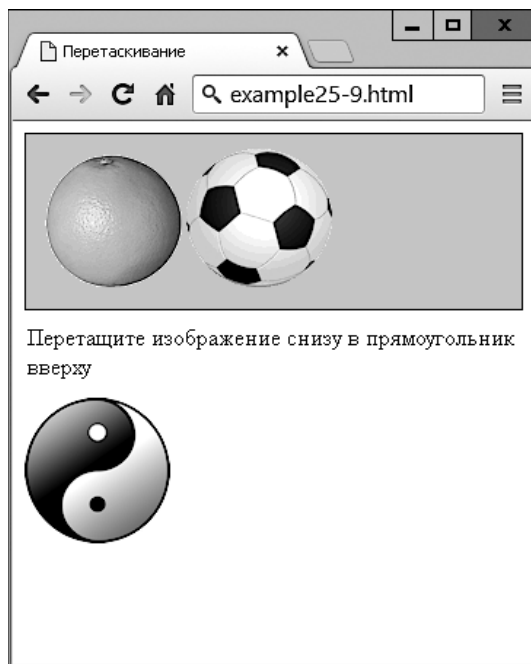 Перетаскивание
example25-9.html
Перетащите изображение снизу в прямоугольник
вверху